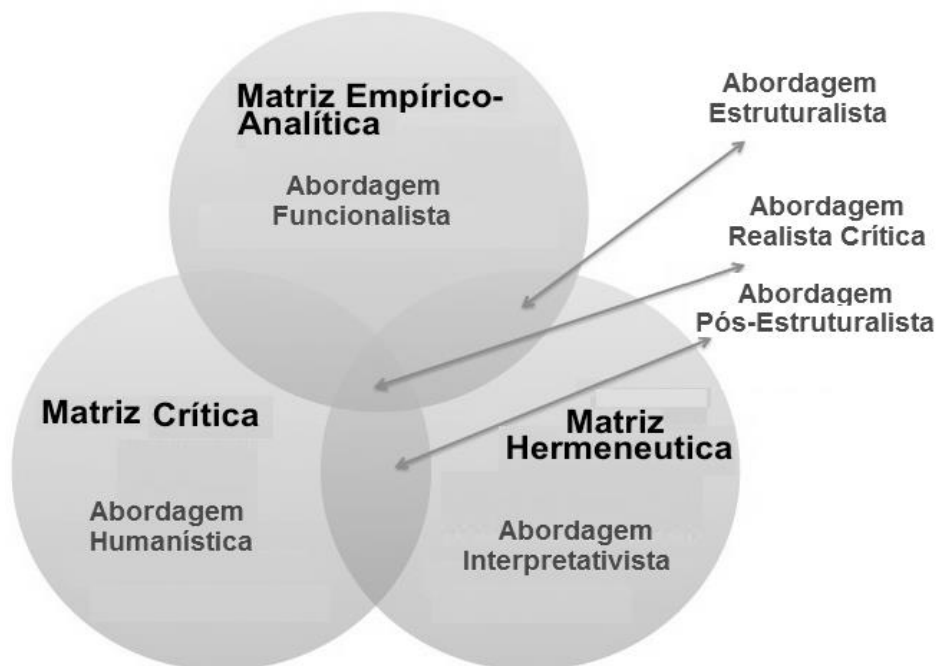 Matriz Empírico-
Analítica
Abordagem
Funcionalista
Abordagem
Estruturalista
Abordagem
Realista Crítica
Abordagem
Pós-Estruturalista
Matriz Crítica
Abordagem
Humanística
Matriz
Hermeneutica
Abordagem
Interpretativista